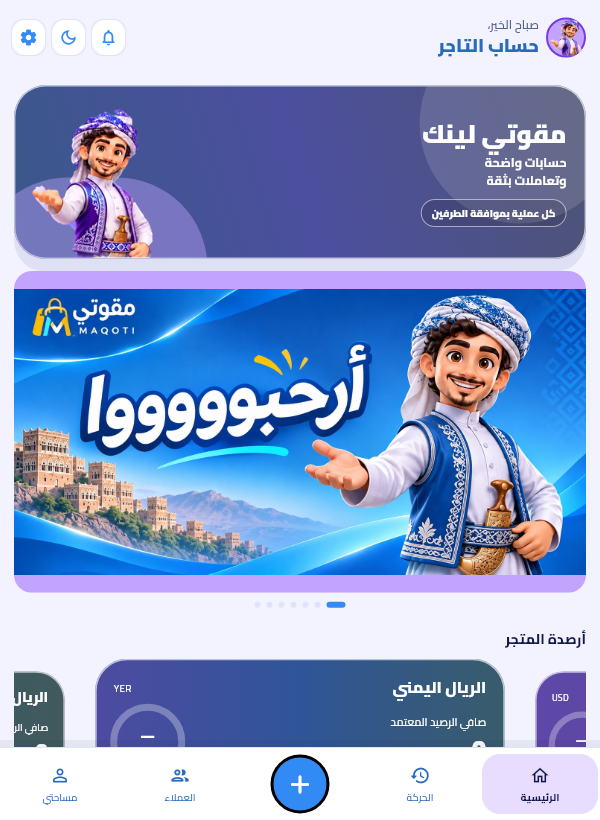 صباح الخير،
حساب التاجر
مقوتي لينك
حسابات واضحة
وتعاملات بثقة
كل عملية بموافقة الطرفين
مقوتي
MAQOTI
أرحبوووووا
أرصدة المتجر
USD
الريال اليمني
YER
صافي الرصيد المعتمد
الريال
صافي
الرئيسية
الحركة
العملاء
مساحتي